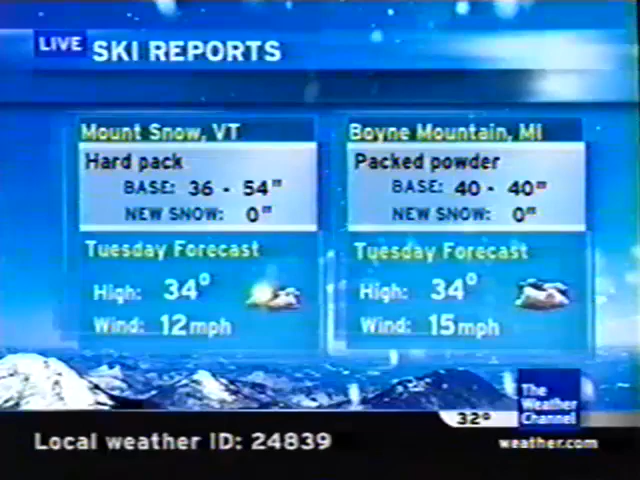 LIVE SKI REPORTS
Mount Snow, VT
Hard pack
BASE: 36 - 54"
NEW SNOW: 0"
Tuesday Forecast
High: 34°
Wind: 12mph
Boyne Mountain, MI
Packed powder
BASE: 40 - 40"
NEW SNOW: 0"
Tuesday Forecast
High: 34°
Wind: 15mph
32°
The
Weather
Channel
Local weather ID: 24839
weather.com